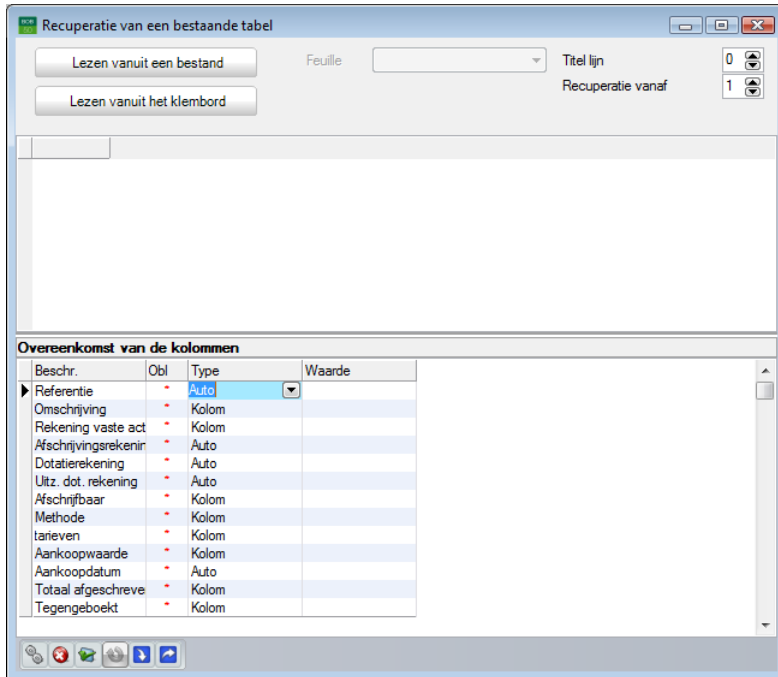 Recuperatie van een bestaande tabel
Lezen vanuit een bestand
Feuille
Titel lijn
0
Recuperatie vanaf
1
Lezen vanuit het klembord
Overeenkomst van de kolommen
Beschr. Obl Type Waarde
Referentie * Auto
Omschrijving * Kolom
Rekening vaste act * Kolom
Afschrijvingsrekenin * Auto
Dotatierekening * Auto
Uitz. dot. rekening * Auto
Afschrijfbaar * Kolom
Methode * Kolom
tarieven * Kolom
Aankoopwaarde * Kolom
Aankoopdatum * Auto
Totaal afgeschreve * Kolom
Tegengeboekt * Kolom